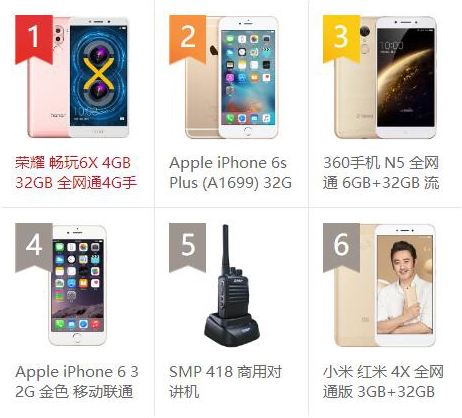 1
2
3
honor
荣耀 畅玩6X 4GB
32GB 全网通4G手
Apple iPhone 6s
Plus (A1699) 32G
360手机 N5 全网
通 6GB+32GB 流
4
5
6
Apple iPhone 6 3
2G 金色 移动联通
SMP 418 商用对
讲机
小米 红米 4X 全网
通版 3GB+32GB